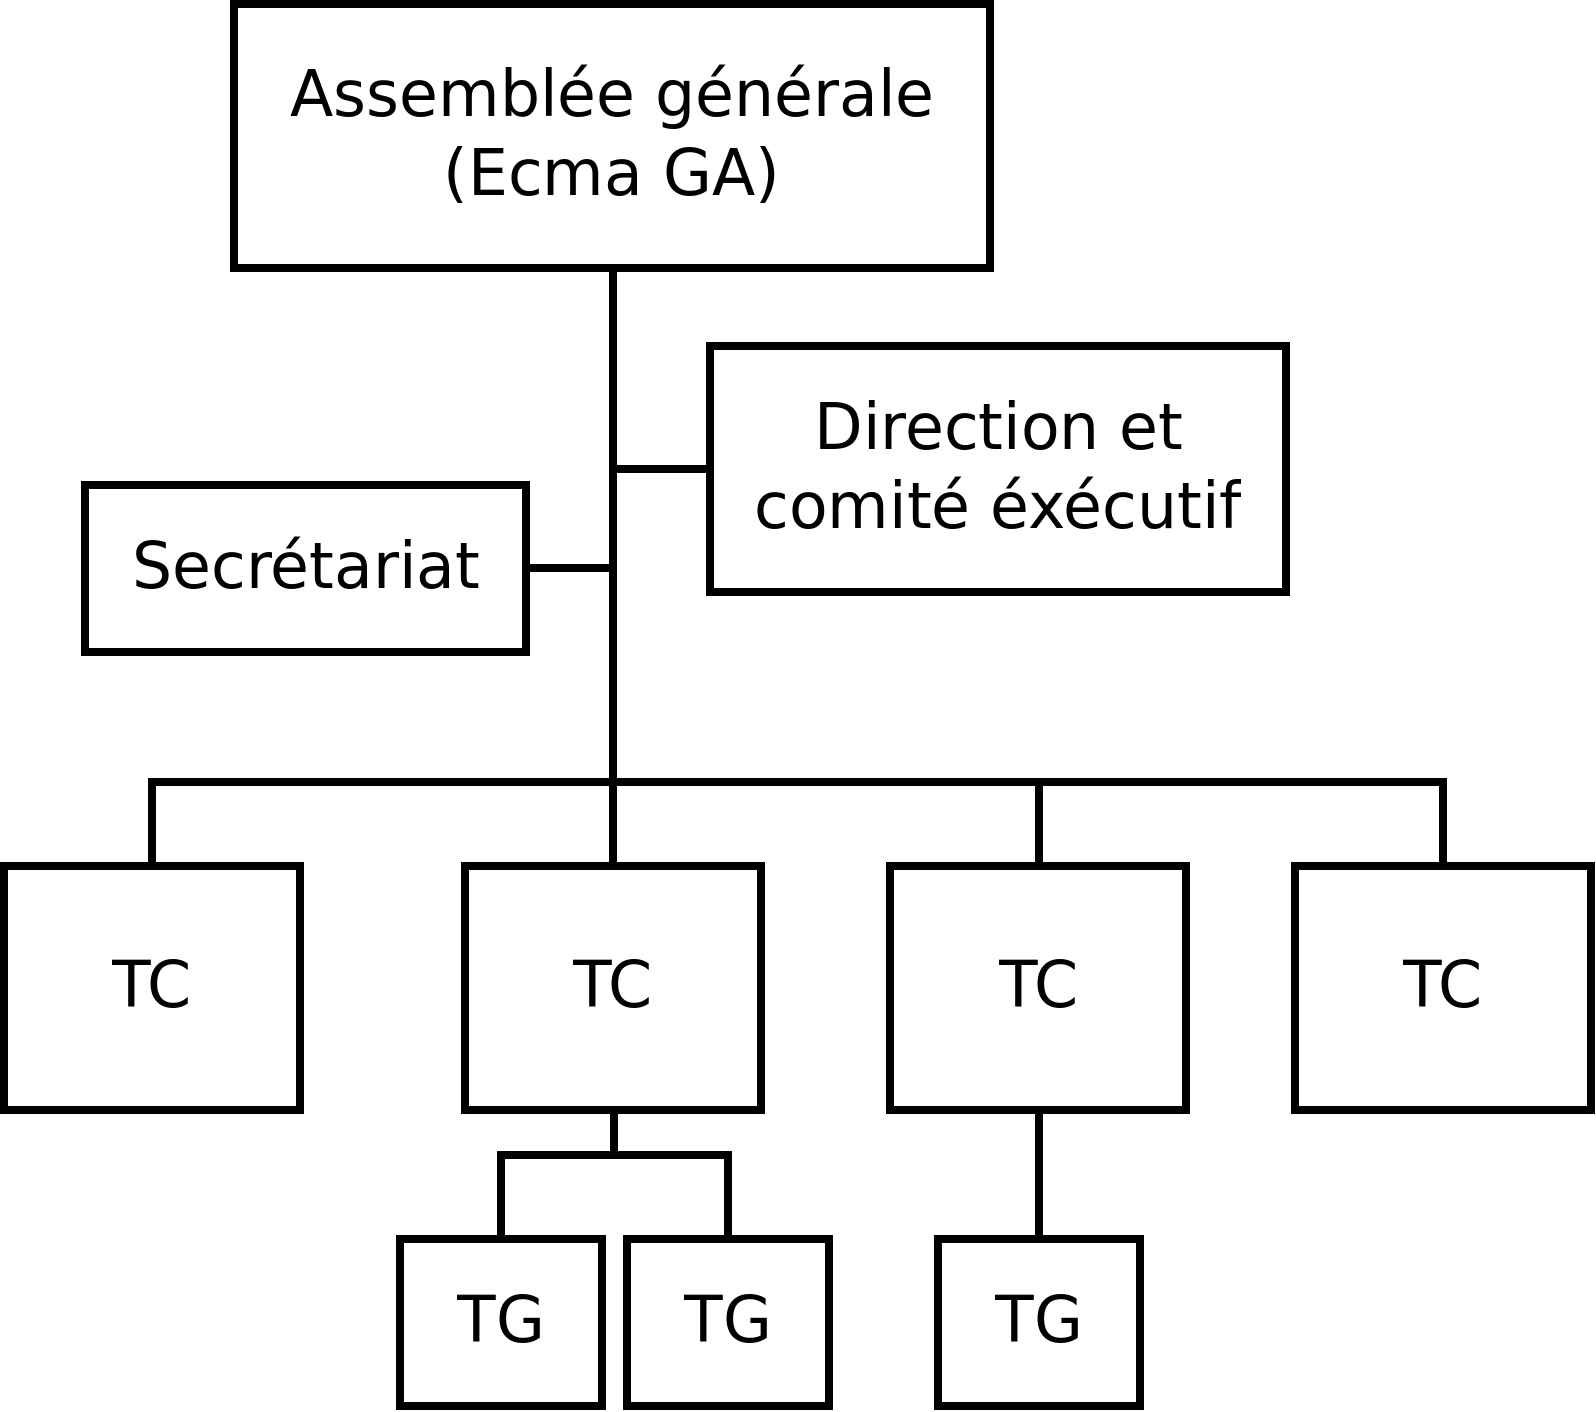 Assemblée générale
(Ecma GA)
Direction et
comité éxécutif
Secrétariat
TC
TC
TC
TC
TG
TG
TG